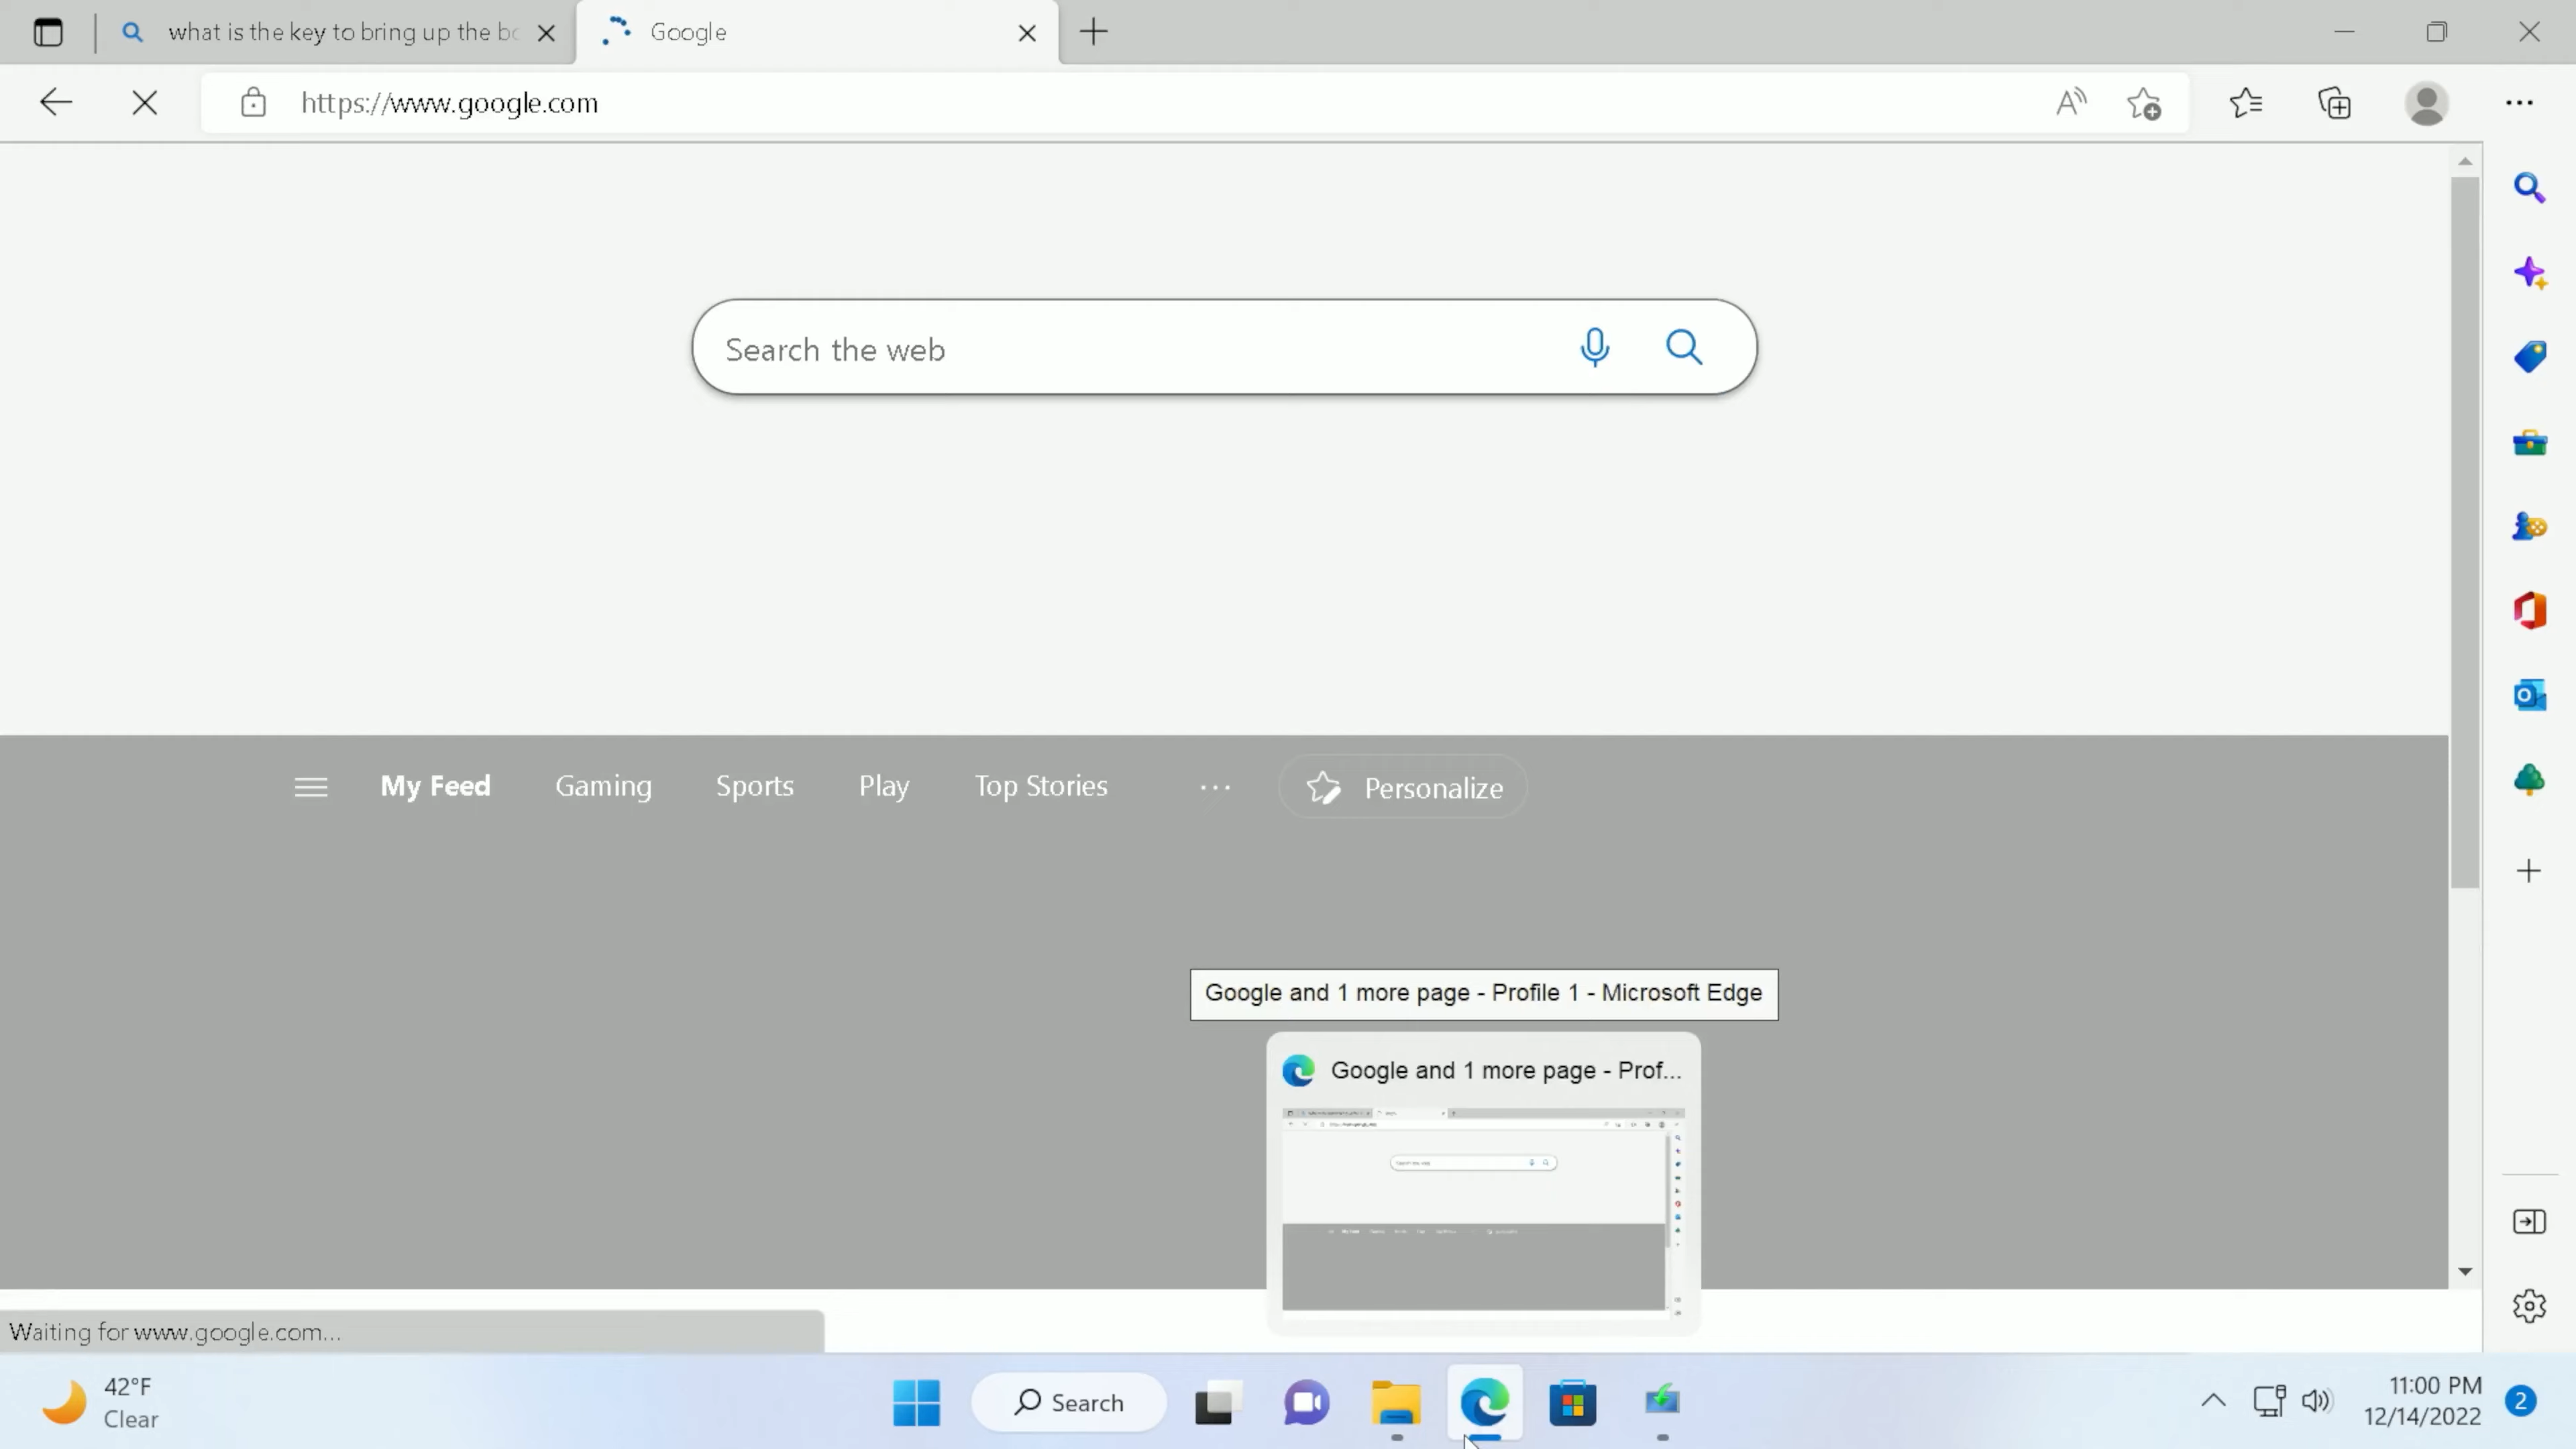 what is the key to bring up the bo
Google
https://www.google.com
Search the web
My Feed
Gaming
Sports
Play
Top Stories
Personalize
Google and 1 more page - Profile 1 - Microsoft Edge
Google and 1 more page - Prof...
Waiting for www.google.com...
42°F
Clear
Search
11:00 PM
12/14/2022
2